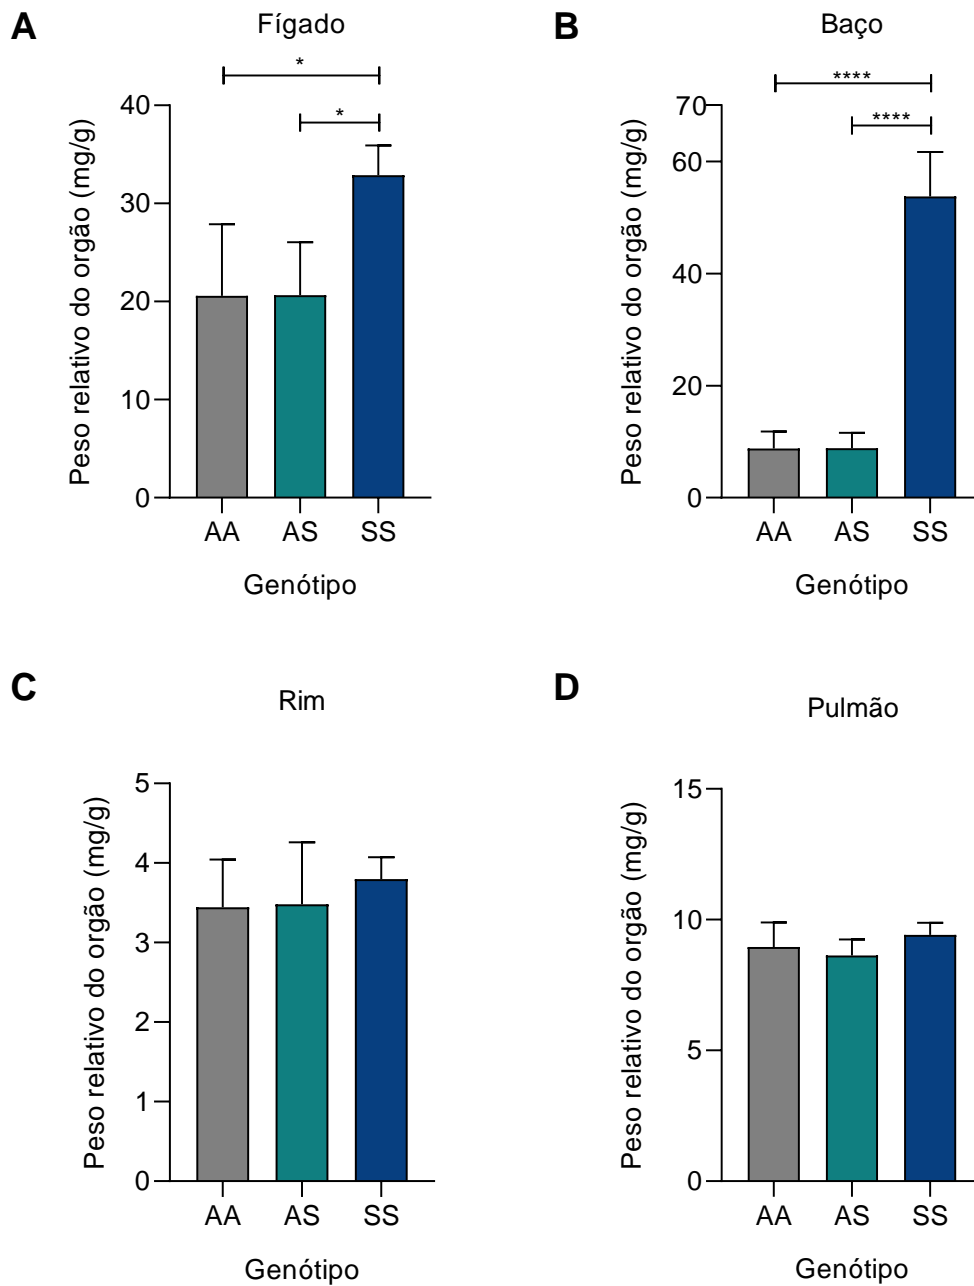 A
Fígado
*
*
Peso relativo do orgão (mg/g)
40
30
20
10
0
AA AS SS
Genótipo
B
Baço
****
****
Peso relativo do orgão (mg/g)
70
60
40
20
0
AA AS SS
Genótipo
C
Rim
Peso relativo do orgão (mg/g)
5
4
3
2
1
0
AA AS SS
Genótipo
D
Pulmão
Peso relativo do orgão (mg/g)
15
10
5
0
AA AS SS
Genótipo